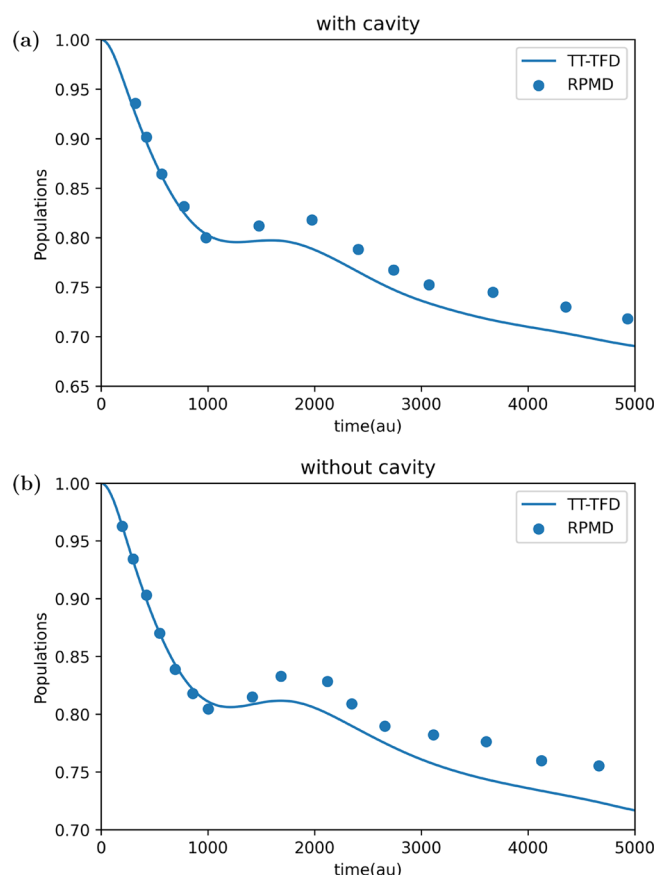 with cavity
(a)
1.00
0.95
0.90
0.85
0.80
0.75
0.70
0.65
Populations
TT-TFD
RPMD
0 1000 2000 3000 4000 5000
time(au)
without cavity
(b)
1.00
0.95
0.90
0.85
0.80
0.75
0.70
Populations
TT-TFD
RPMD
0 1000 2000 3000 4000 5000
time(au)